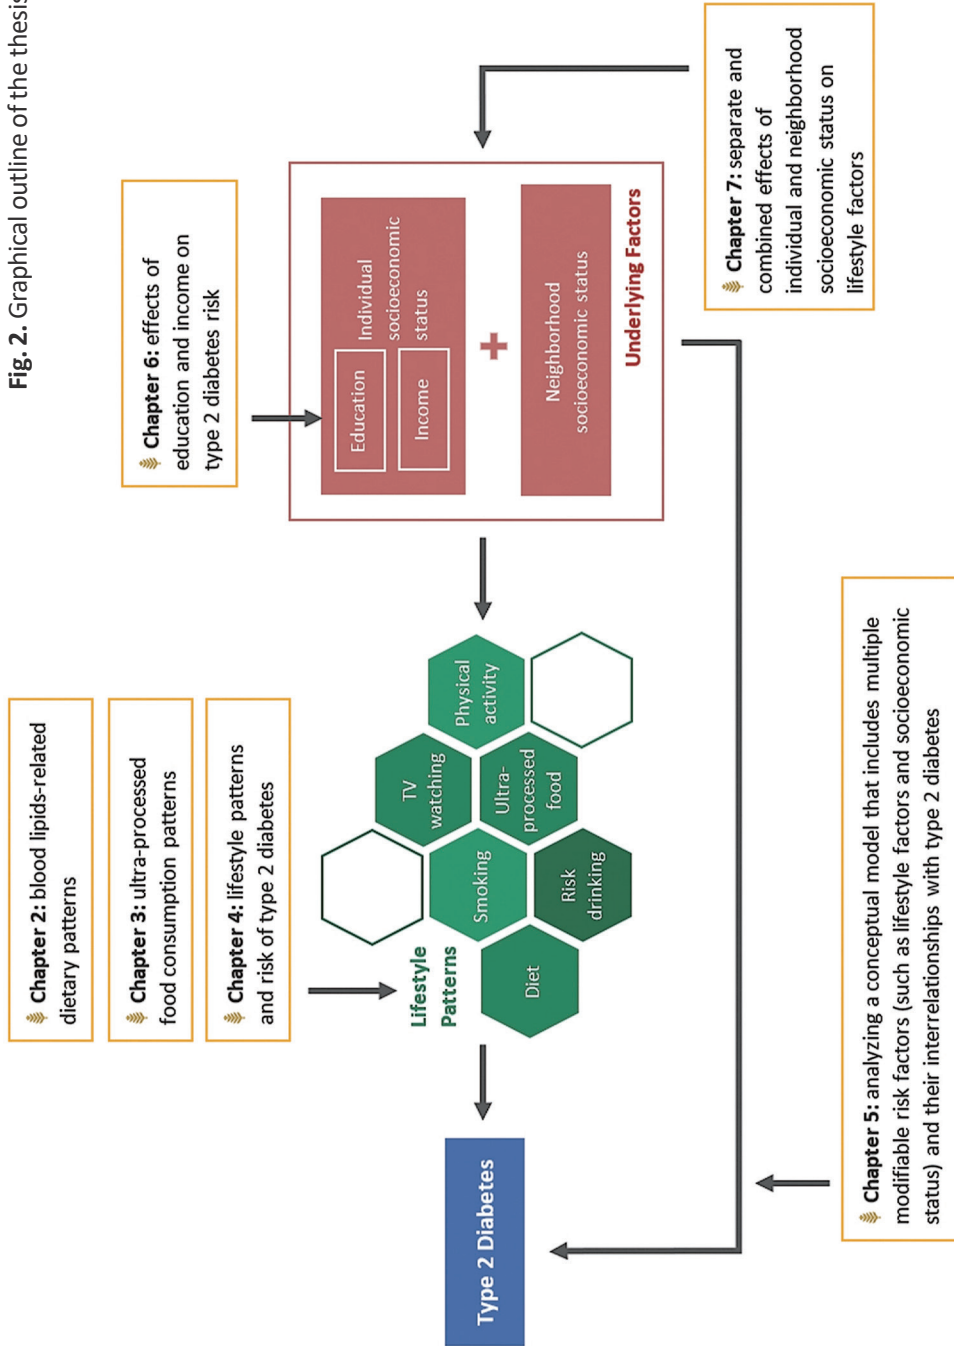 Fig. 2. Graphical outline of the thesis
Chapter 2: blood lipids-related
dietary patterns
Chapter 3: ultra-processed
food consumption patterns
Chapter 4: lifestyle patterns
and risk of type 2 diabetes
Chapter 6: effects of
education and income on
type 2 diabetes risk
Type 2 Diabetes
Lifestyle
Patterns
Diet
Smoking
Risk
drinking
TV
watching
Ultra-
processed
food
Physical
activity
Education
Income
Individual
socioeconomic
status
+
Neighborhood
socioeconomic status
Underlying Factors
Chapter 5: analyzing a conceptual model that includes multiple
modifiable risk factors (such as lifestyle factors and socioeconomic
status) and their interrelationships with type 2 diabetes
Chapter 7: separate and
combined effects of
individual and neighborhood
socioeconomic status on
lifestyle factors